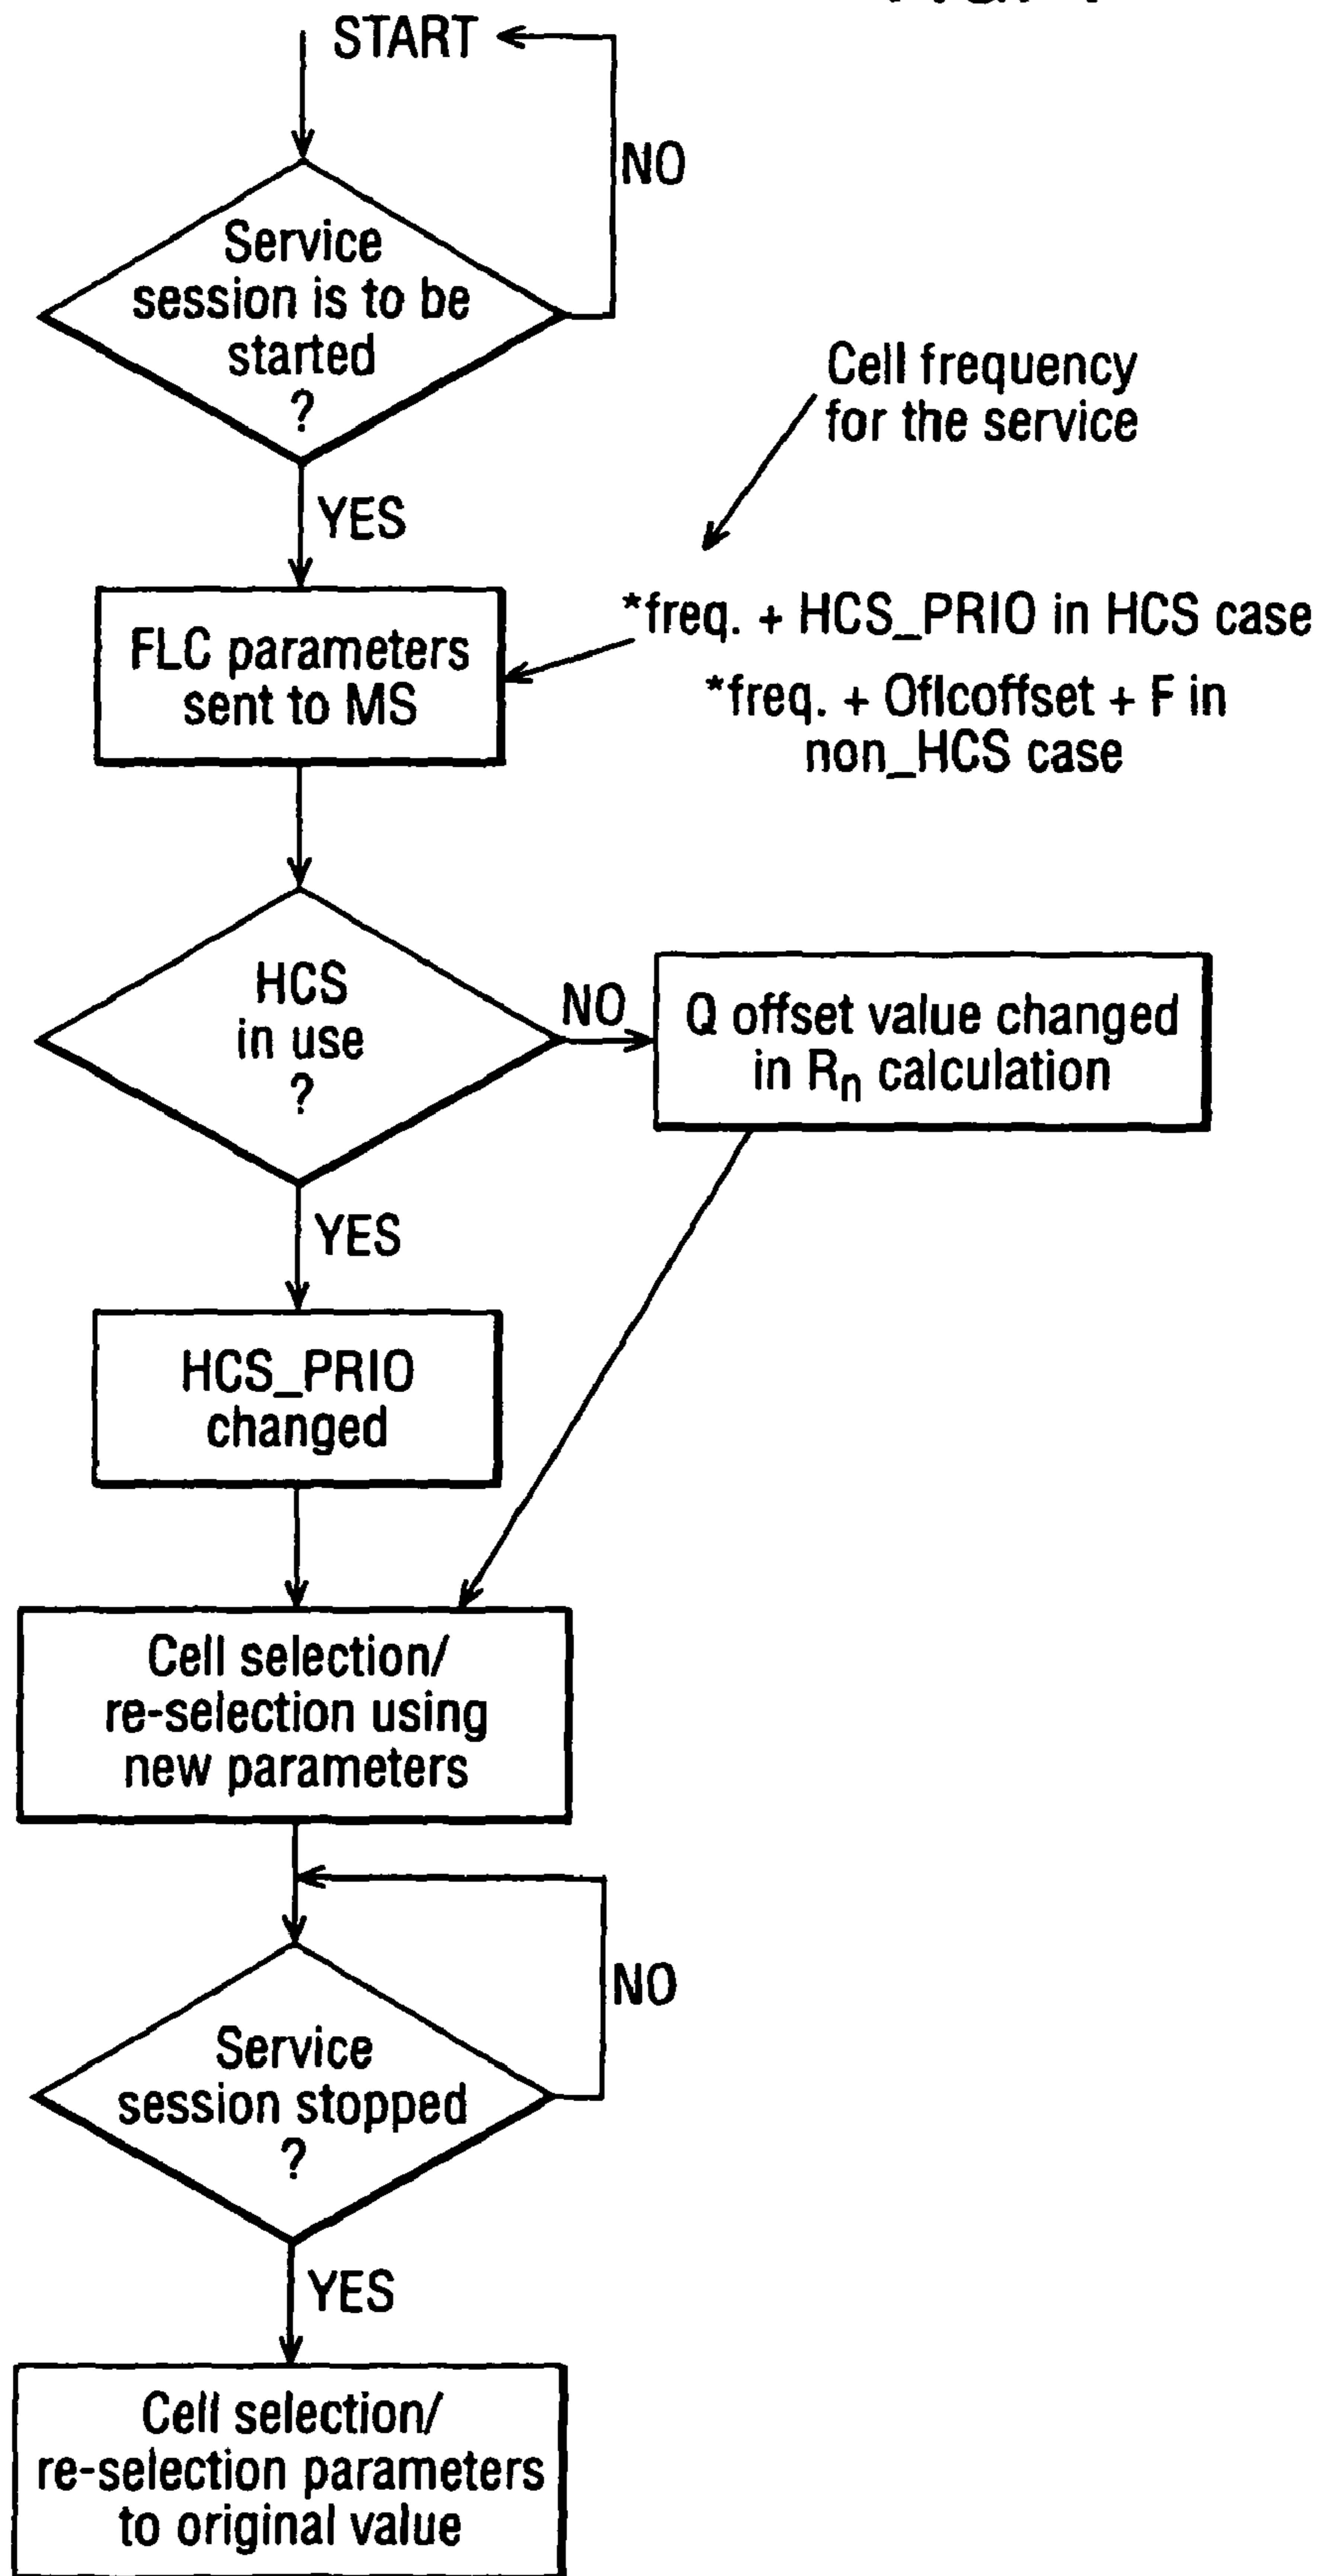 START
NO
Service
session is to be
started
?
Cell frequency
for the service
YES
FLC parameters
sent to MS
*freq. + HCS_PRIO in HCS case
*freq. + Oflcoffset + F in
non_HCS case
HCS
in use
?
NO
Q offset value changed
in Rn calculation
YES
HCS_PRIO
changed
Cell selection/
re-selection using
new parameters
NO
Service
session stopped
?
YES
Cell selection/
re-selection parameters
to original value